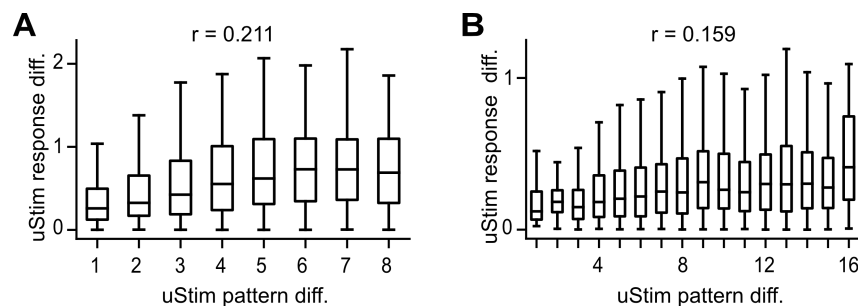 A
r = 0.211
uStim response diff.
2
1
0
1 2 3 4 5 6 7 8
uStim pattern diff.
B
r = 0.159
uStim response diff.
1
0
4 8 12 16
uStim pattern diff.